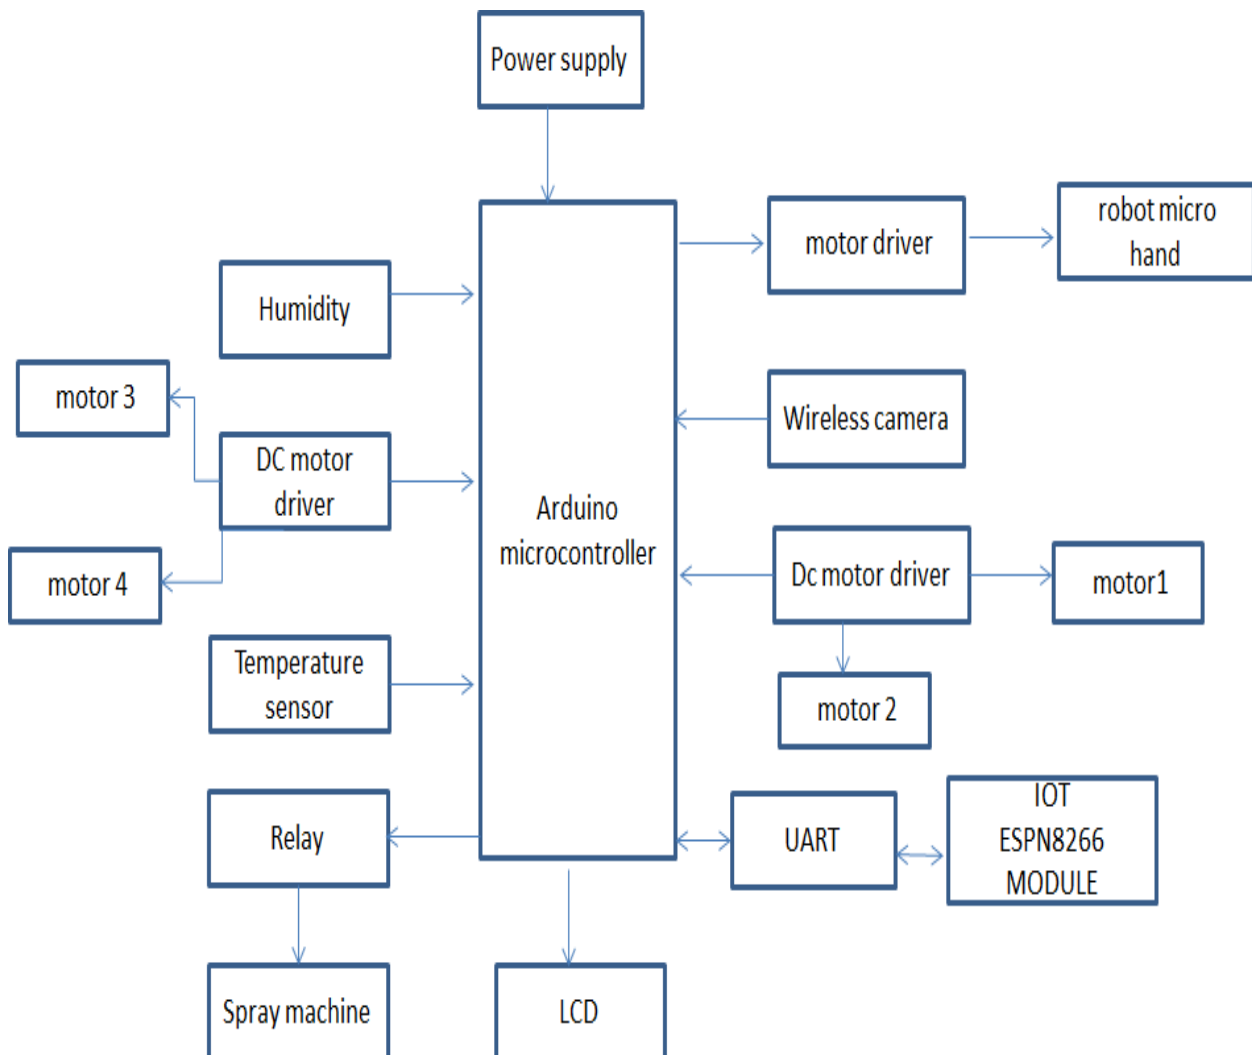 Power supply
robot micro
hand
motor driver
Humidity
motor 3
Wireless camera
DC motor
driver
Arduino
microcontroller
Dc motor driver
motor1
motor 4
Temperature
sensor
motor 2
IOT
ESPN8266
MODULE
Relay
UART
Spray machine
LCD